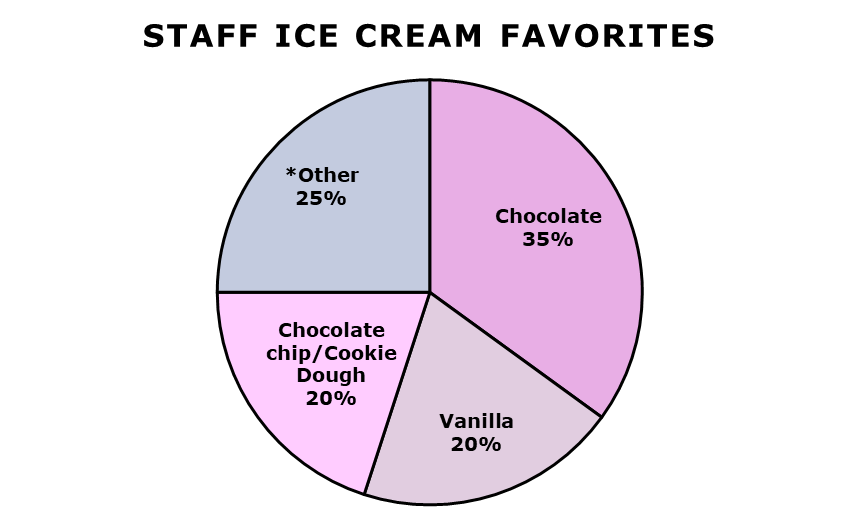 STAFF ICE CREAM FAVORITES
*Other
25%
Chocolate
35%
Chocolate
chip/Cookie
Dough
20%
Vanilla
20%